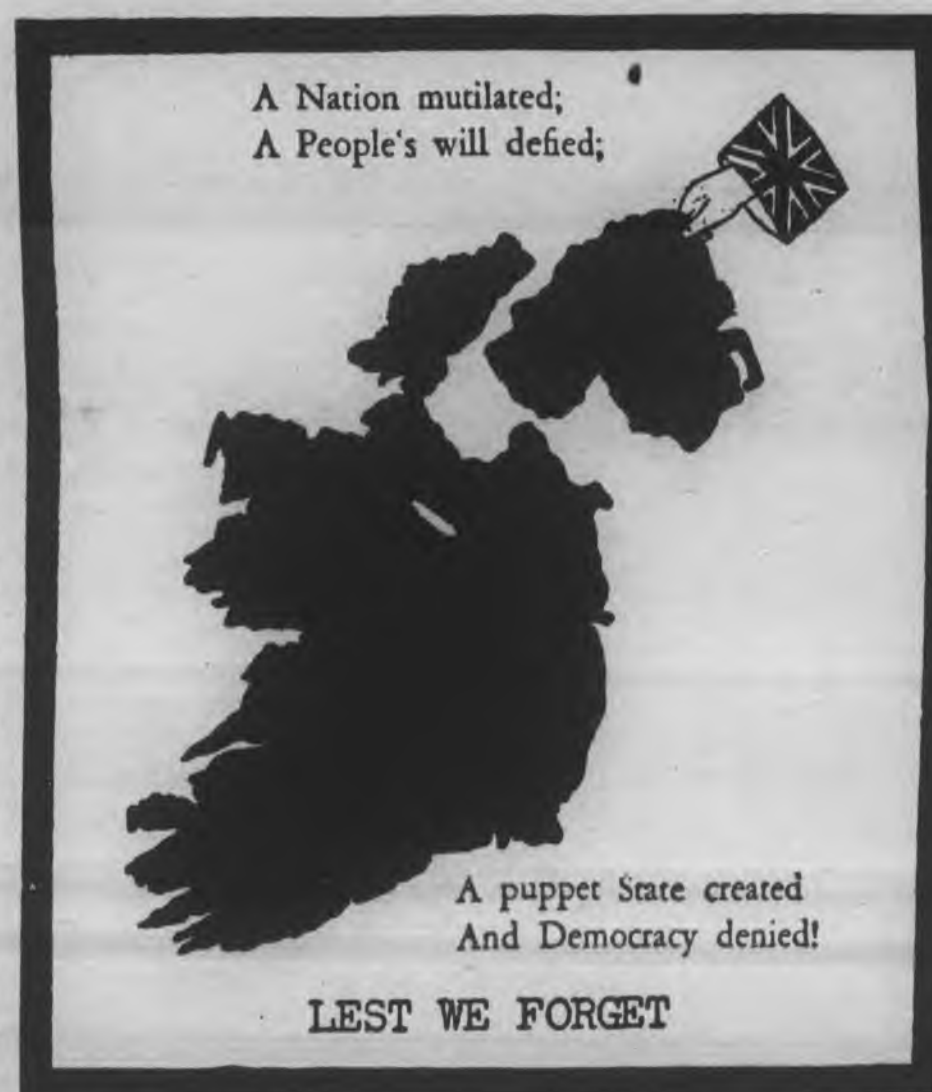 A Nation mutilated;
A People's will defied;
A puppet State created
And Democracy denied!
LEST WE FORGET